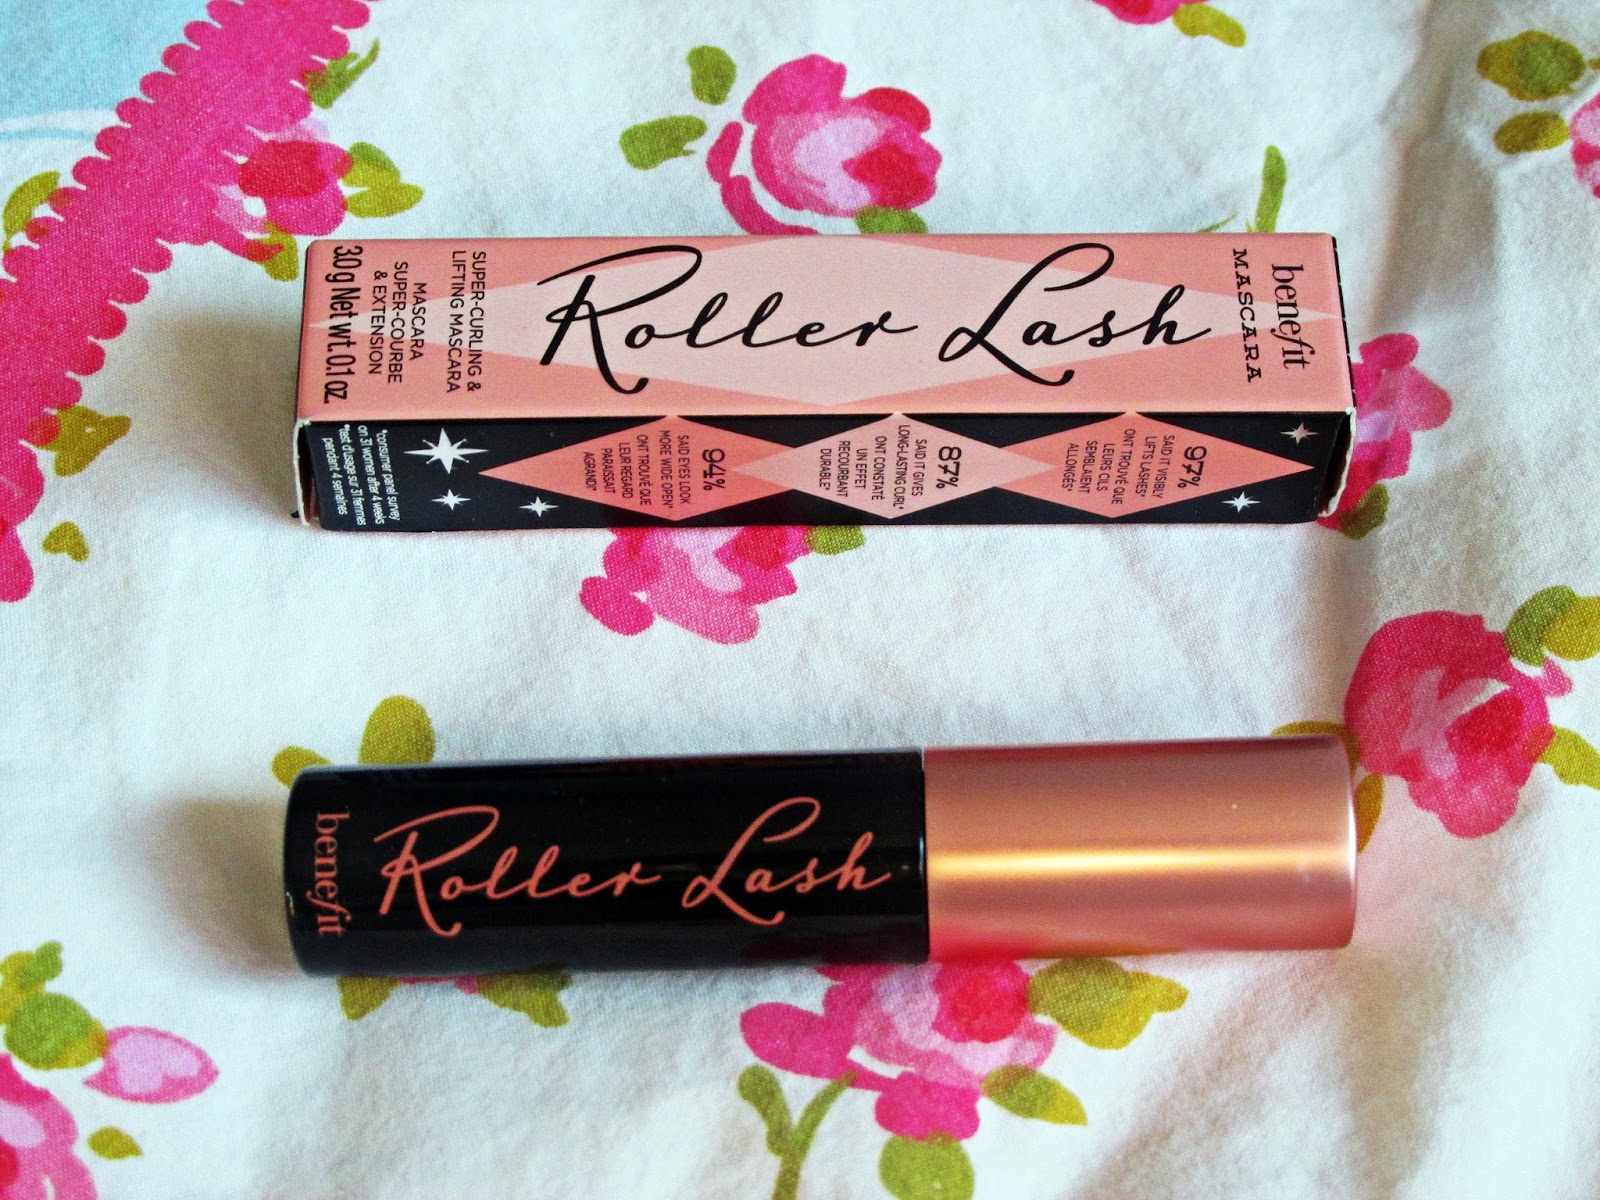 Roller Lash
benefit
MASCARA
SUPER-CURLING &
LIFTING MASCARA
MASCARA
SUPER-COURBE
& EXTENSION
3.0 g Net wt. 0.1 oz.
97%
SAID IT VISIBLY
LIFTS LASHES*
ONT TROUVÉ QUE
LEURS CILS
SEMBLAIENT
ALLONGÉS*
87%
SAID IT GIVES
LONG-LASTING CURL*
ONT CONSTATÉ
UN EFFET
RECOURBANT
DURABLE*
94%
SAID EYES LOOK
MORE WIDE OPEN*
ONT TROUVÉ QUE
LEUR REGARD
PARAISSAIT
AGRANDI*
*consumer panel survey
on 31 women after 4 weeks
*test d'usage sur 31 femmes
pendant 4 semaines
benefit
Roller Lash